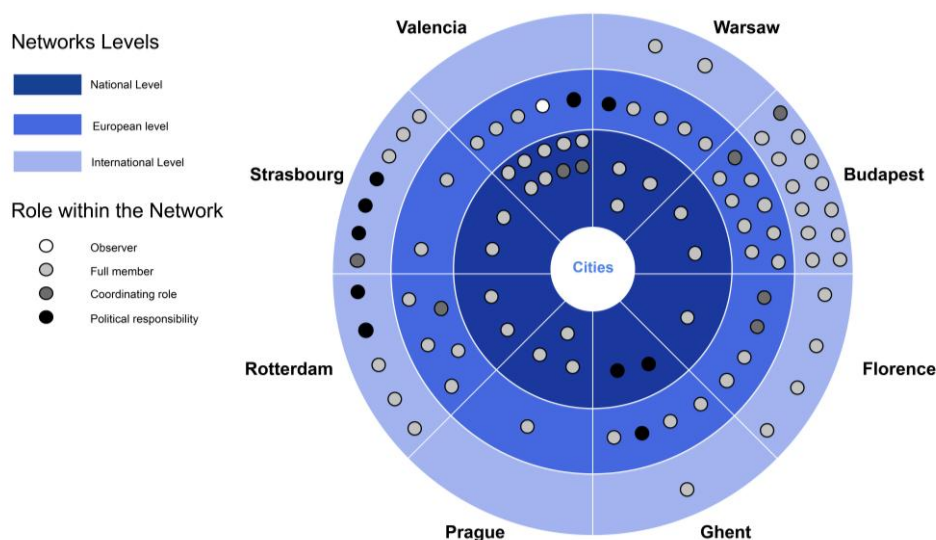 Networks Levels
National Level
European level
International Level
Role within the Network
Observer
Full member
Coordinating role
Political responsibility
Valencia
Warsaw
Strasbourg
Budapest
Cities
Rotterdam
Florence
Prague
Ghent